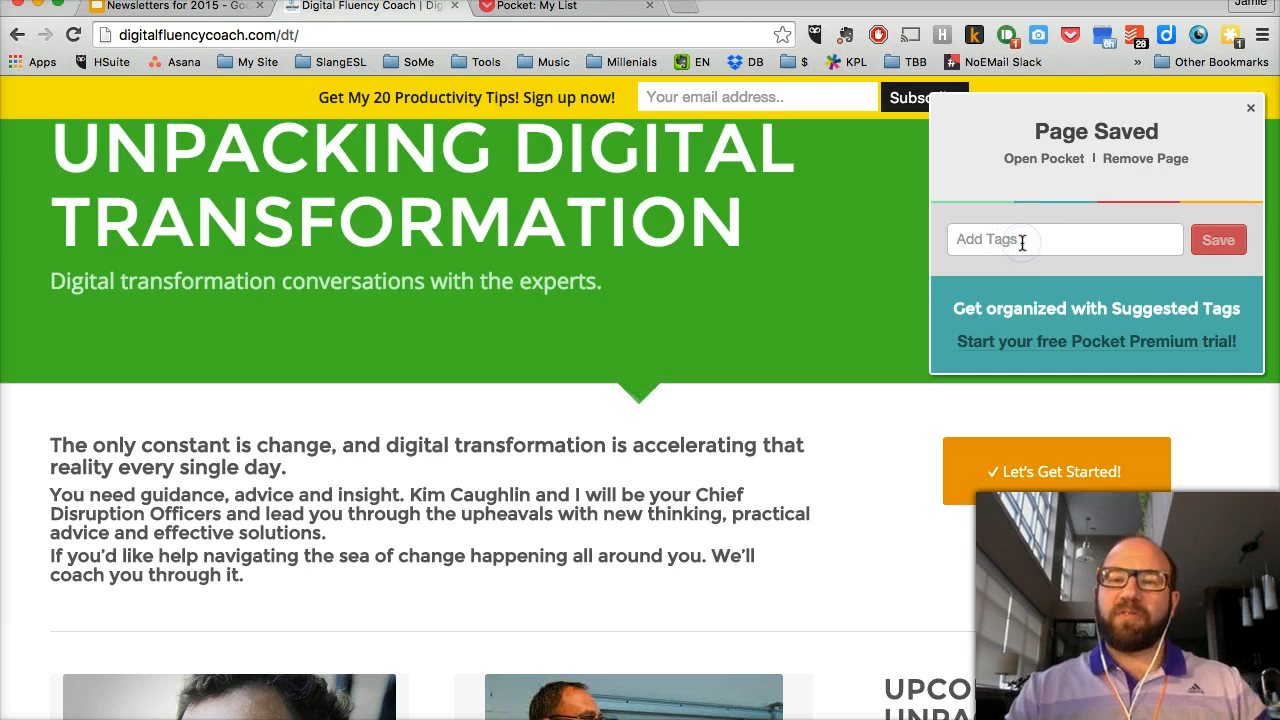 Newsletters for 2015 - Goo
Digital Fluency Coach | Dig
Pocket: My List
Jamie
digitalfluencycoach.com/dt/
Apps
HSuite
Asana
My Site
SlangESL
SoMe
Tools
Music
Millenials
EN
DB
$
KPL
TBB
NoEMail Slack
»
Other Bookmarks
Get My 20 Productivity Tips! Sign up now!
Your email address..
Subsc
UNPACKING DIGITAL
TRANSFORMATION
Digital transformation conversations with the experts.
Page Saved
Open Pocket | Remove Page
Add Tags
Save
Get organized with Suggested Tags
Start your free Pocket Premium trial!
The only constant is change, and digital transformation is accelerating that
reality every single day.
You need guidance, advice and insight. Kim Caughlin and I will be your Chief
Disruption Officers and lead you through the upheavals with new thinking, practical
advice and effective solutions.
If you'd like help navigating the sea of change happening all around you. We'll
coach you through it.
✓ Let's Get Started!
UPCO
UNPA